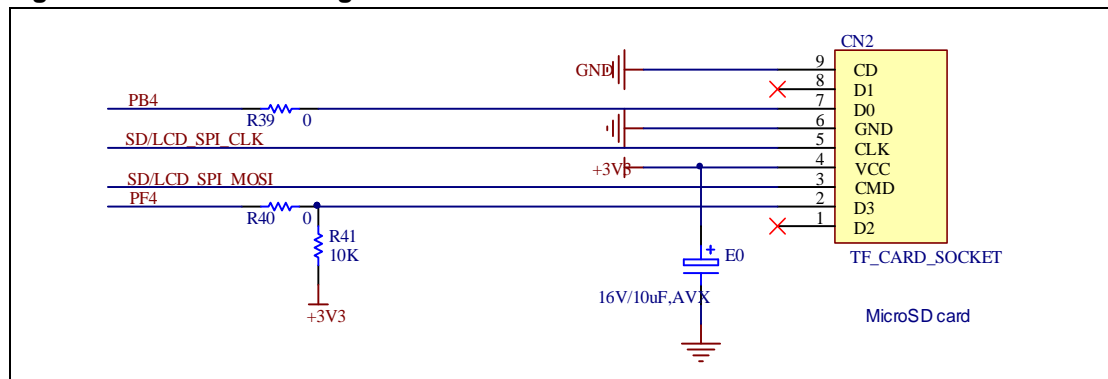 CN2
GND 9 CD
8 D1
PB4 7 D0
R39 0 6 GND
SD/LCD_SPI_CLK 5 CLK
+3V3 4 VCC
SD/LCD_SPI_MOSI 3 CMD
PF4 2 D3
R40 0 1 D2
R41
10K
E0
TF_CARD_SOCKET
16V/10uF,AVX
+3V3
MicroSD card